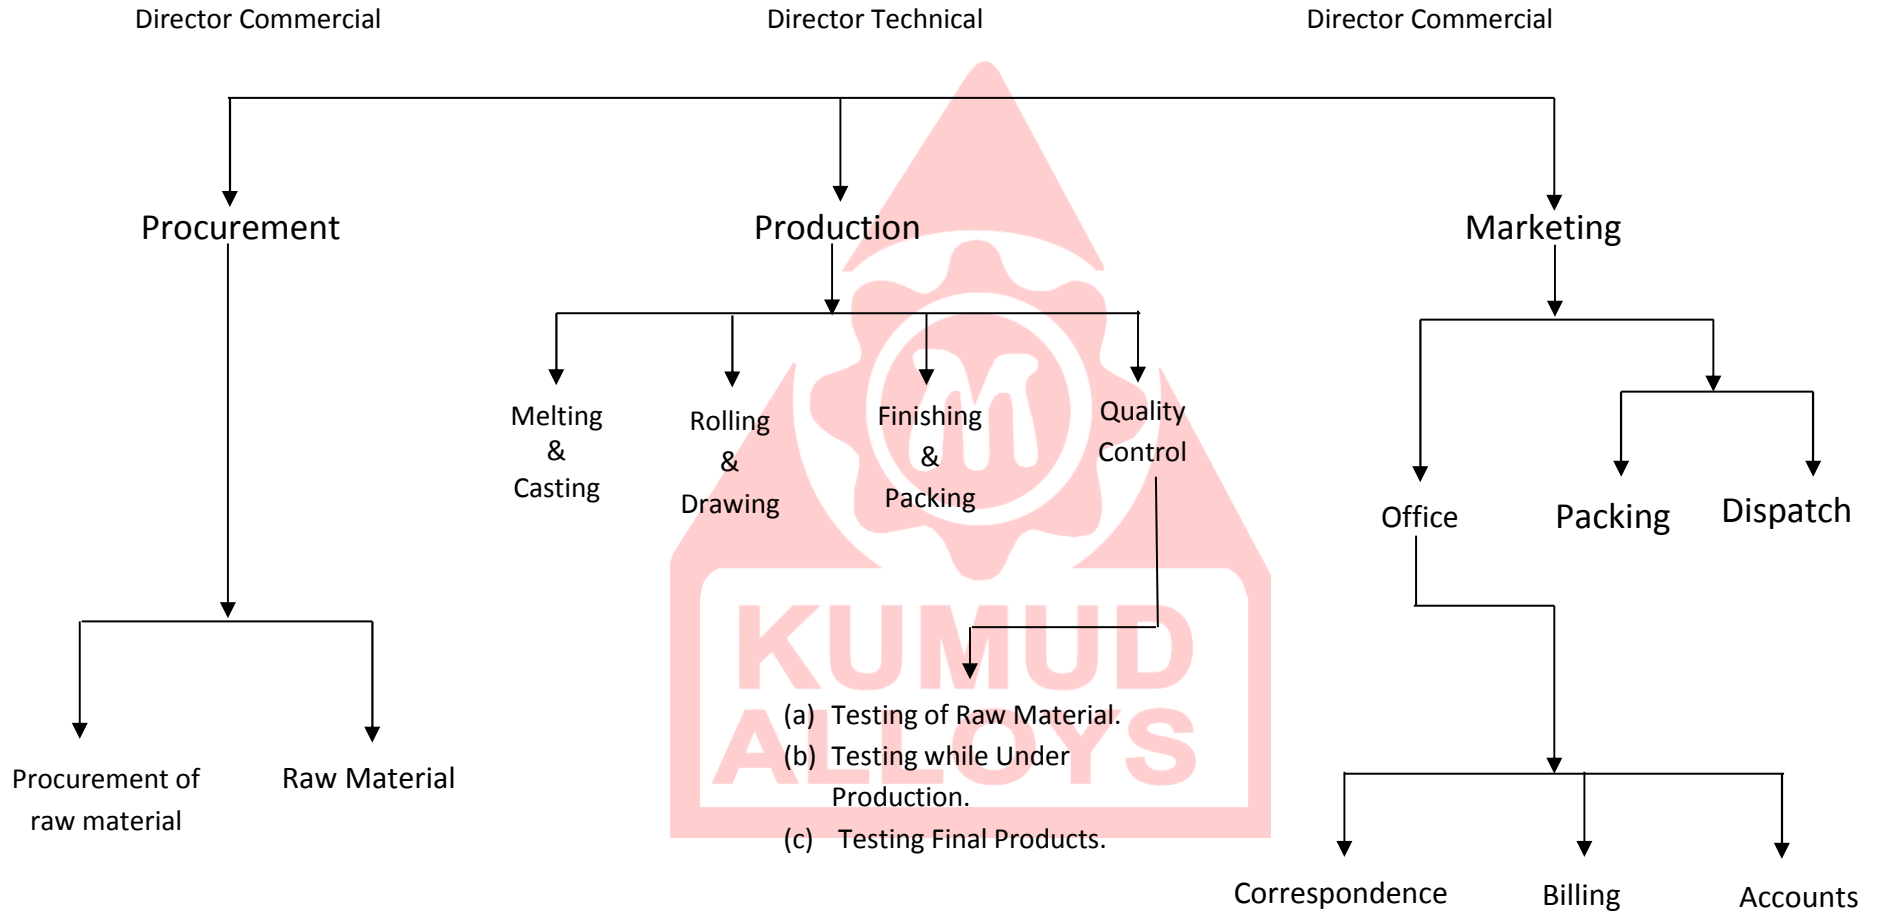 Director Commercial
Director Technical
Director Commercial
Procurement
Production
Marketing
Melting
&
Casting
Rolling
&
Drawing
Finishing
&
Packing
Quality
Control
Office
Packing
Dispatch
Procurement of
raw material
Raw Material
(a) Testing of Raw Material.
(b) Testing while Under
Production.
(c) Testing Final Products.
Correspondence
Billing
Accounts
M
KUMUD
ALLOYS